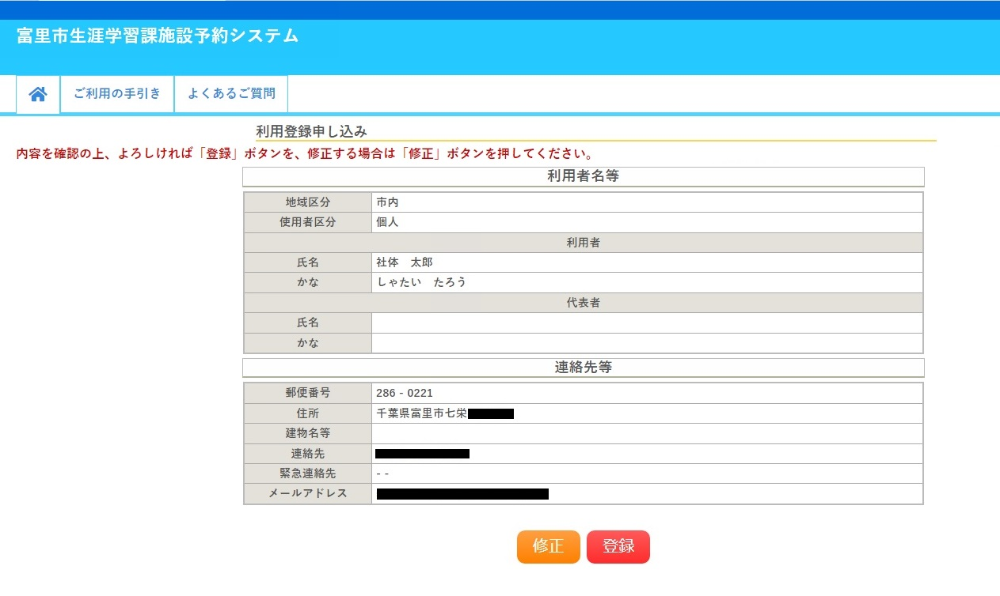 富里市生涯学習課施設予約システム
ご利用の手引き よくあるご質問
利用登録申し込み
内容を確認の上、よろしければ「登録」ボタンを、修正する場合は「修正」ボタンを押してください。
利用者名等
地域区分 市内
使用者区分 個人
利用者
氏名 社体　太郎
かな しゃたい　たろう
代表者
氏名
かな
連絡先等
郵便番号 286 - 0221
住所 千葉県富里市七栄
建物名等
連絡先
緊急連絡先 - -
メールアドレス
修正 登録